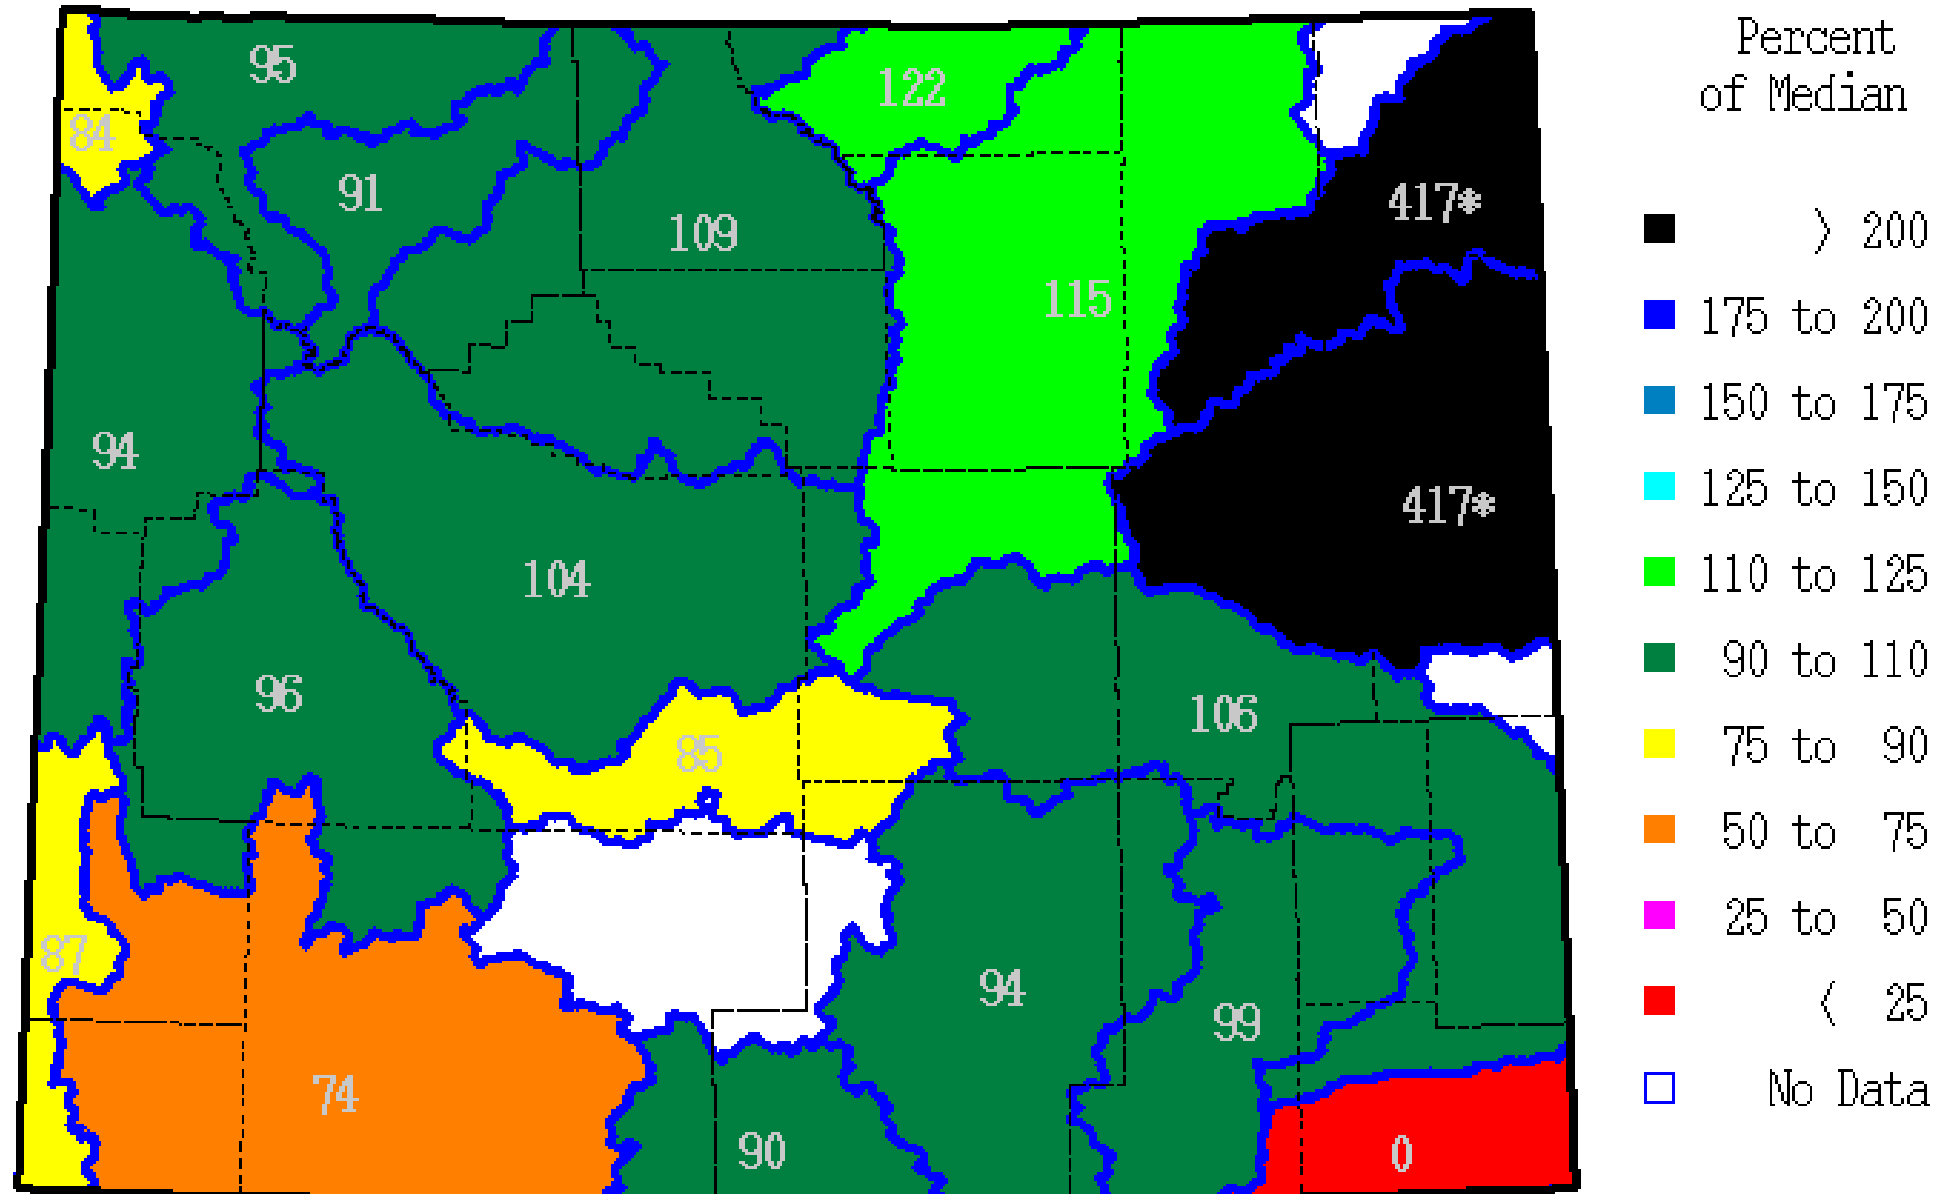 95
122
84
91
417*
109
115
94
417*
104
96
106
85
87
94
99
74
90
0
Percent
of Median
> 200
175 to 200
150 to 175
125 to 150
110 to 125
90 to 110
75 to 90
50 to 75
25 to 50
< 25
No Data